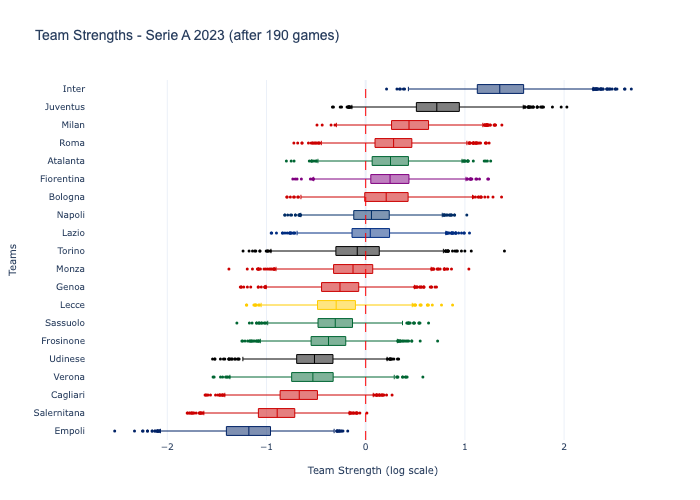 Team Strengths - Serie A 2023 (after 190 games)
Inter
Juventus
Milan
Roma
Atalanta
Fiorentina
Bologna
Napoli
Lazio
Torino
Monza
Genoa
Lecce
Sassuolo
Frosinone
Udinese
Verona
Cagliari
Salernitana
Empoli
Teams
−2 −1 0 1 2
Team Strength (log scale)